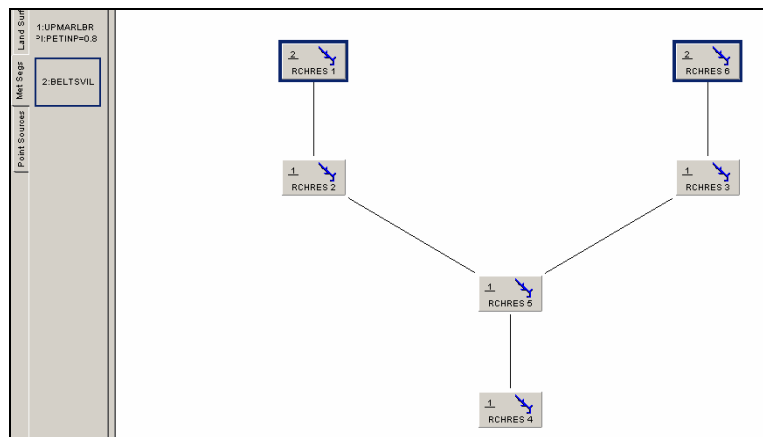 Land Surf
Met Segs
Point Sources
1:UPMARLBR
PI:PETINP=0.8
2:BELTSVIL
2
RCHRES 1
2
RCHRES 6
1
RCHRES 2
1
RCHRES 3
1
RCHRES 5
1
RCHRES 4